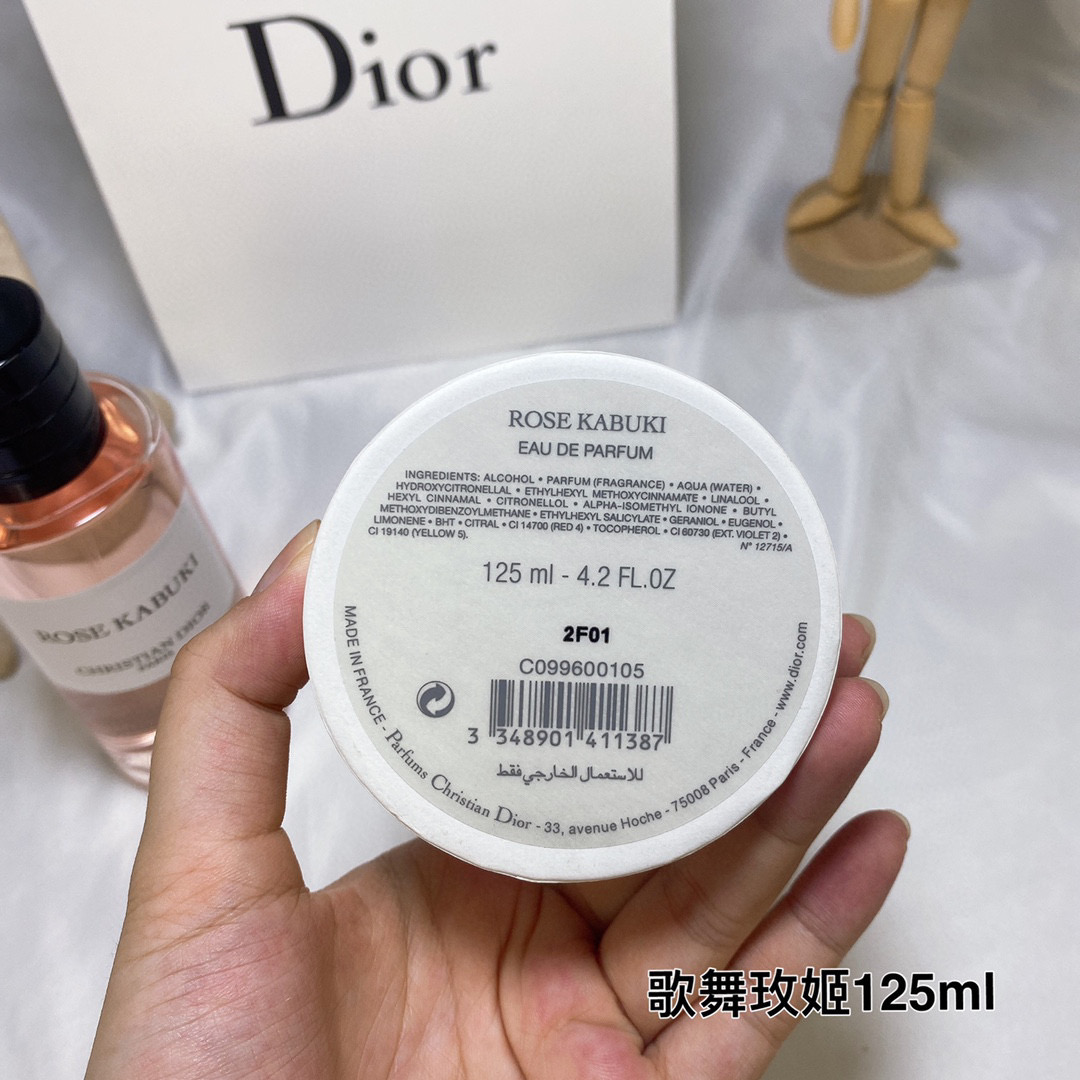 Dior
ROSE KABUKI
EAU DE PARFUM
INGREDIENTS: ALCOHOL • PARFUM (FRAGRANCE) • AQUA (WATER) •
HYDROXYCITRONELLAL • ETHYLHEXYL METHOXYCINNAMATE • LINALOOL •
HEXYL CINNAMAL • CITRONELLOL • ALPHA-ISOMETHYL IONONE • BUTYL
METHOXYDIBENZOYLMETHANE • ETHYLHEXYL SALICYLATE • GERANIOL • EUGENOL •
LIMONENE • BHT • CITRAL • CI 14700 (RED 4) • TOCOPHEROL • CI 60730 (EXT. VIOLET 2) •
CI 19140 (YELLOW 5).
N° 12715/A
125 ml - 4.2 FL.OZ
2F01
C099600105
3 348901 411387
للاستعمال الخارجي فقط
MADE IN FRANCE - Parfums Christian Dior - 33, avenue Hoche - 75008 Paris - France - www.dior.com
ROSE KABUKI
CHRISTIAN DIOR
PARIS
歌舞玫姬125ml